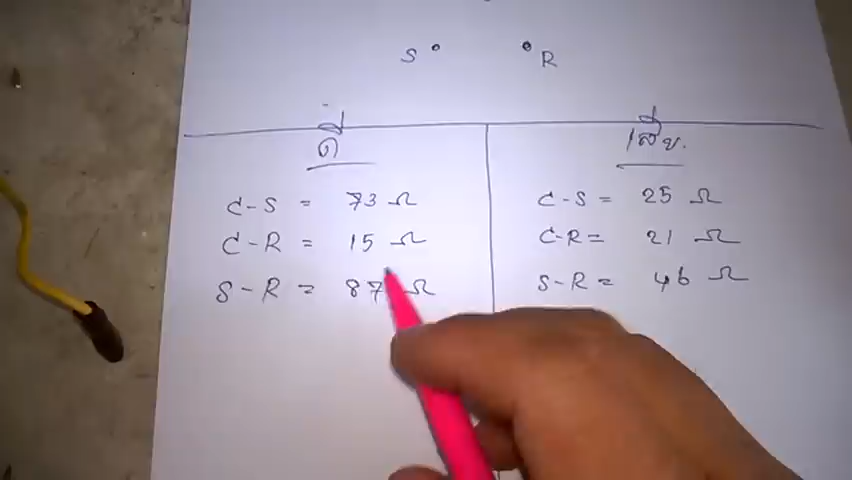 S R
ดี เสีย.
C-S = 73 Ω C-S = 25 Ω
C-R = 15 Ω C-R = 21 Ω
S-R = 87 Ω S-R = 46 Ω